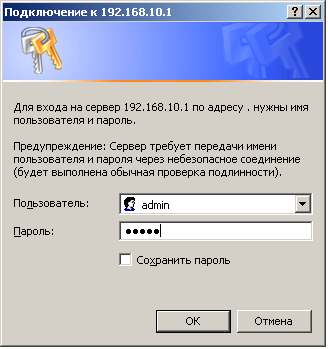 Подключение к 192.168.10.1
Для входа на сервер 192.168.10.1 по адресу . нужны имя
пользователя и пароль.
Предупреждение: Сервер требует передачи имени
пользователя и пароля через небезопасное соединение
(будет выполнена обычная проверка подлинности).
Пользователь: admin
Пароль: •••••
Сохранить пароль
ОК Отмена